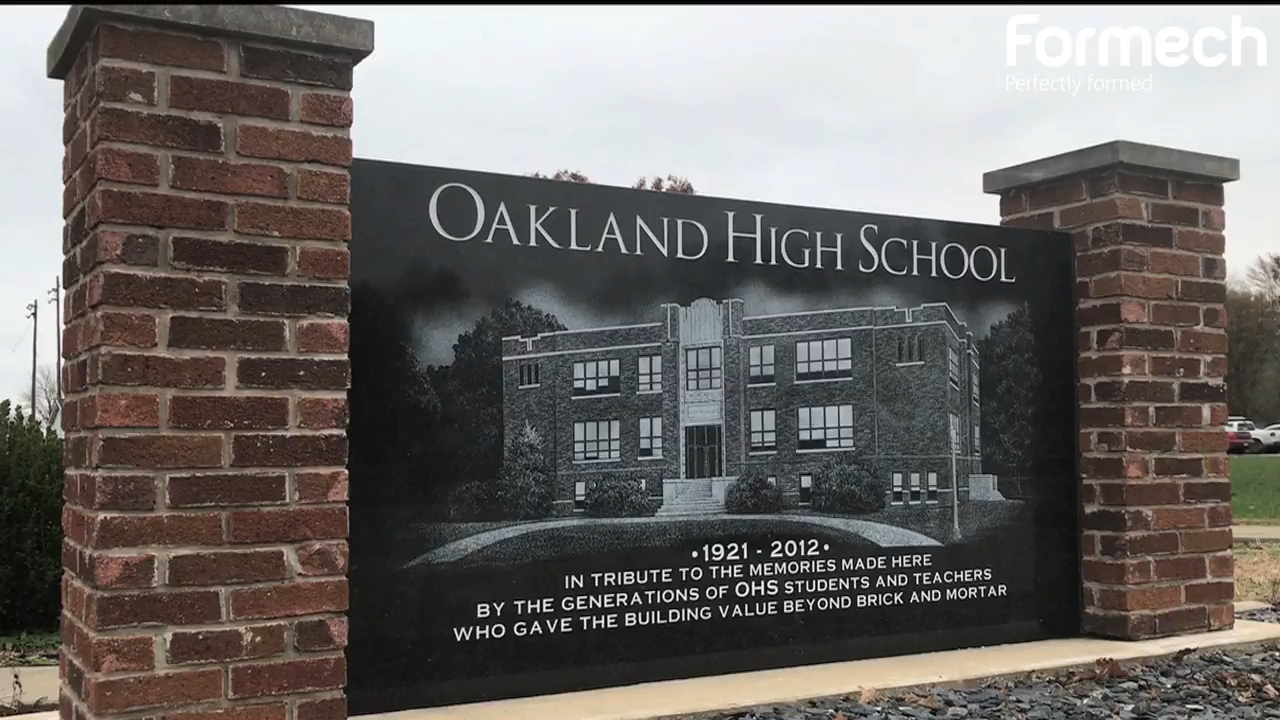 Formech
Perfectly formed
OAKLAND HIGH SCHOOL
• 1921 - 2012 •
IN TRIBUTE TO THE MEMORIES MADE HERE
BY THE GENERATIONS OF OHS STUDENTS AND TEACHERS
WHO GAVE THE BUILDING VALUE BEYOND BRICK AND MORTAR